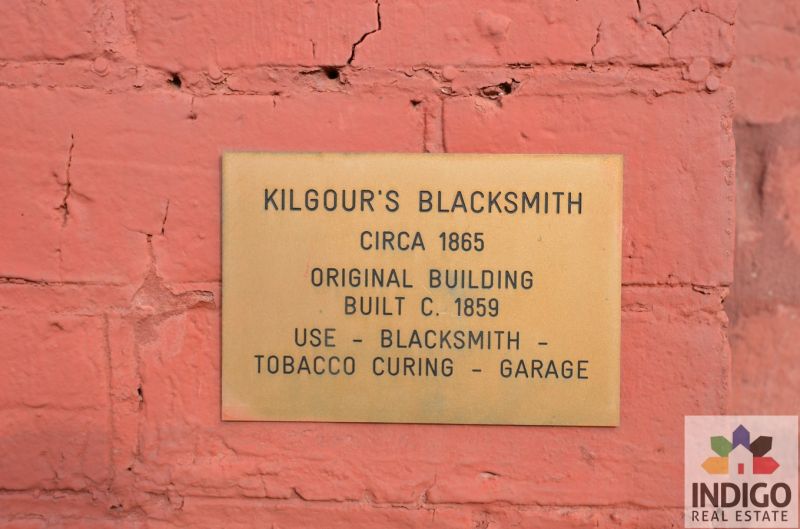 KILGOUR'S BLACKSMITH
CIRCA 1865
ORIGINAL BUILDING
BUILT C. 1859
USE - BLACKSMITH -
TOBACCO CURING - GARAGE
INDIGO
REAL ESTATE